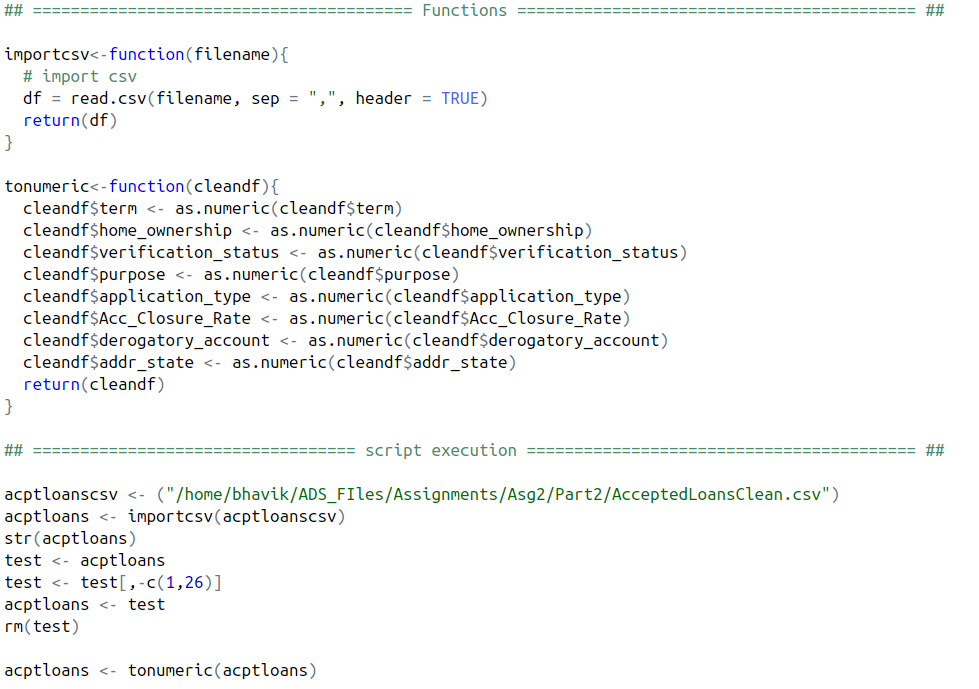 ## ======================================== Functions ========================================== ##
importcsv<-function(filename){
  # import csv
  df = read.csv(filename, sep = ",", header = TRUE)
  return(df)
}
tonumeric<-function(cleandf){
  cleandf$term <- as.numeric(cleandf$term)
  cleandf$home_ownership <- as.numeric(cleandf$home_ownership)
  cleandf$verification_status <- as.numeric(cleandf$verification_status)
  cleandf$purpose <- as.numeric(cleandf$purpose)
  cleandf$application_type <- as.numeric(cleandf$application_type)
  cleandf$Acc_Closure_Rate <- as.numeric(cleandf$Acc_Closure_Rate)
  cleandf$derogatory_account <- as.numeric(cleandf$derogatory_account)
  cleandf$addr_state <- as.numeric(cleandf$addr_state)
  return(cleandf)
}
## ================================== script execution ========================================= ##
acptloanscsv <- ("/home/bhavik/ADS_FIles/Assignments/Asg2/Part2/AcceptedLoansClean.csv")
acptloans <- importcsv(acptloanscsv)
str(acptloans)
test <- acptloans
test <- test[,-c(1,26)]
acptloans <- test
rm(test)
acptloans <- tonumeric(acptloans)